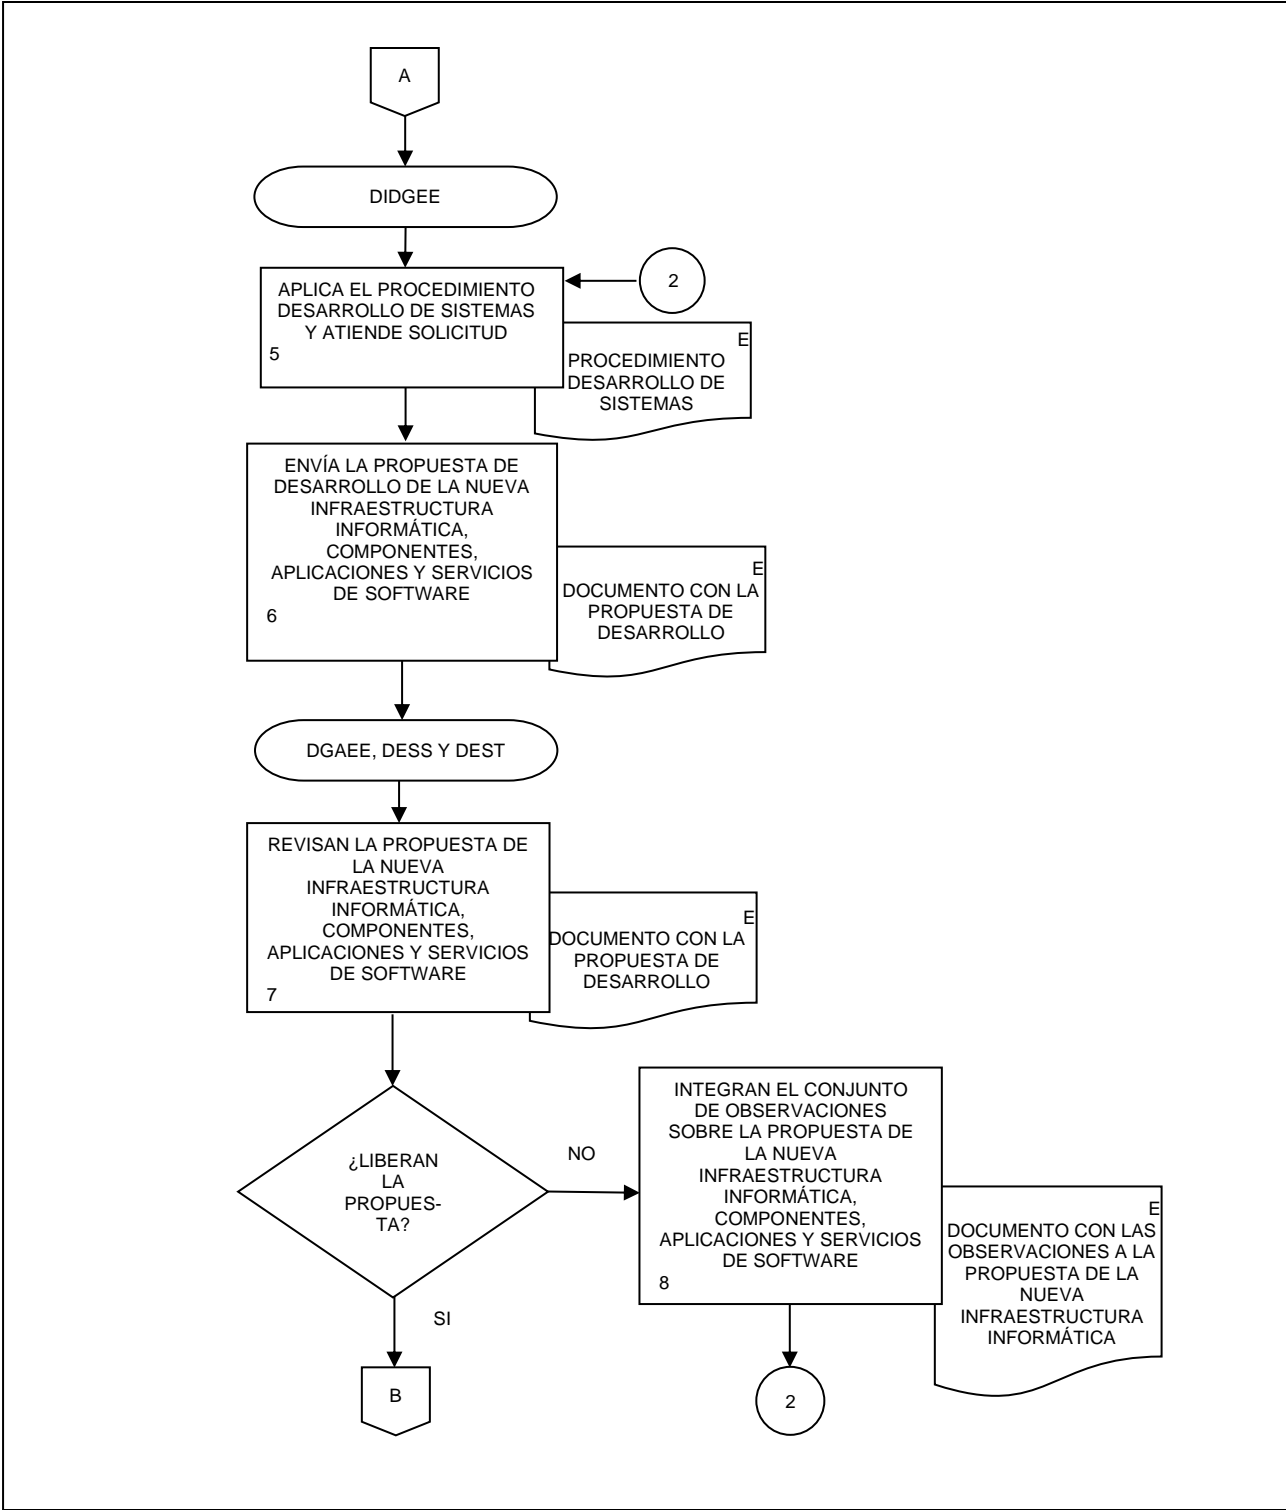 A
DIDGEE
APLICA EL PROCEDIMIENTO
DESARROLLO DE SISTEMAS
Y ATIENDE SOLICITUD
5
2
E
PROCEDIMIENTO
DESARROLLO DE
SISTEMAS
ENVÍA LA PROPUESTA DE
DESARROLLO DE LA NUEVA
INFRAESTRUCTURA
INFORMÁTICA,
COMPONENTES,
APLICACIONES Y SERVICIOS
DE SOFTWARE
6
E
DOCUMENTO CON LA
PROPUESTA DE
DESARROLLO
DGAEE, DESS Y DEST
REVISAN LA PROPUESTA DE
LA NUEVA
INFRAESTRUCTURA
INFORMÁTICA,
COMPONENTES,
APLICACIONES Y SERVICIOS
DE SOFTWARE
7
E
DOCUMENTO CON LA
PROPUESTA DE
DESARROLLO
¿LIBERAN
LA
PROPUES-
TA?
NO
SI
INTEGRAN EL CONJUNTO
DE OBSERVACIONES
SOBRE LA PROPUESTA DE
LA NUEVA
INFRAESTRUCTURA
INFORMÁTICA,
COMPONENTES,
APLICACIONES Y SERVICIOS
DE SOFTWARE
8
E
DOCUMENTO CON LAS
OBSERVACIONES A LA
PROPUESTA DE LA
NUEVA
INFRAESTRUCTURA
INFORMÁTICA
B
2